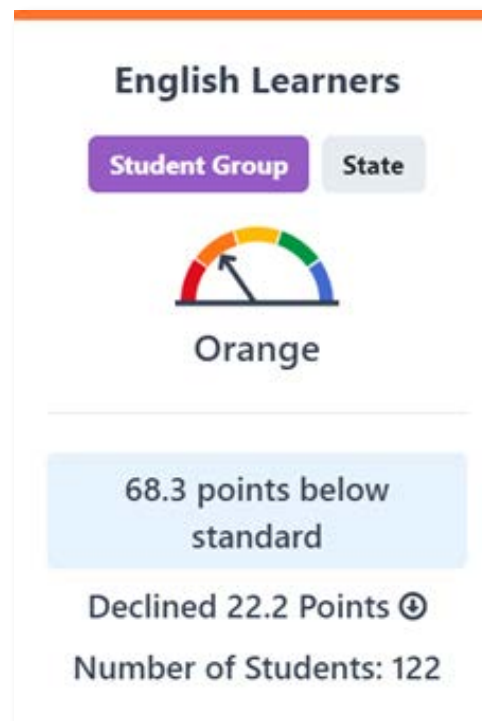 English Learners
Student Group State
Orange
68.3 points below
standard
Declined 22.2 Points
Number of Students: 122